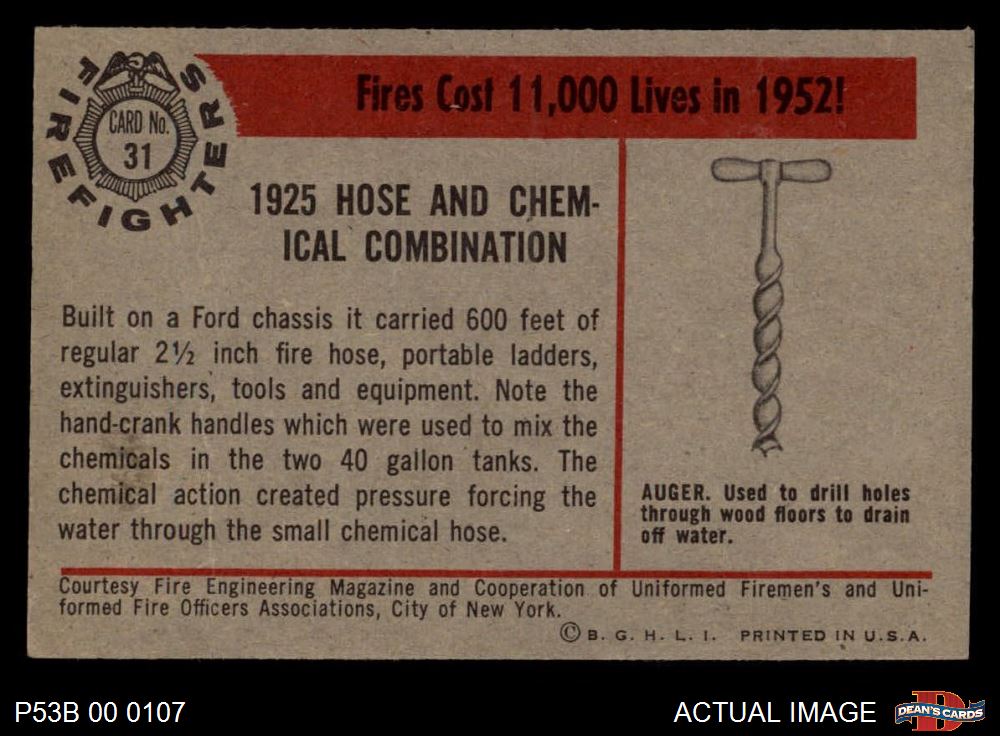 FIREFIGHTERS
CARD No.
31
Fires Cost 11,000 Lives in 1952!
1925 HOSE AND CHEM-
ICAL COMBINATION
Built on a Ford chassis it carried 600 feet of
regular 2½ inch fire hose, portable ladders,
extinguishers, tools and equipment. Note the
hand-crank handles which were used to mix the
chemicals in the two 40 gallon tanks. The
chemical action created pressure forcing the
water through the small chemical hose.
AUGER. Used to drill holes
through wood floors to drain
off water.
Courtesy Fire Engineering Magazine and Cooperation of Uniformed Firemen's and Uni-
formed Fire Officers Associations, City of New York.
© B. G. H. L. I. PRINTED IN U.S.A.
P53B 00 0107
ACTUAL IMAGE
D
DEAN'S CARDS